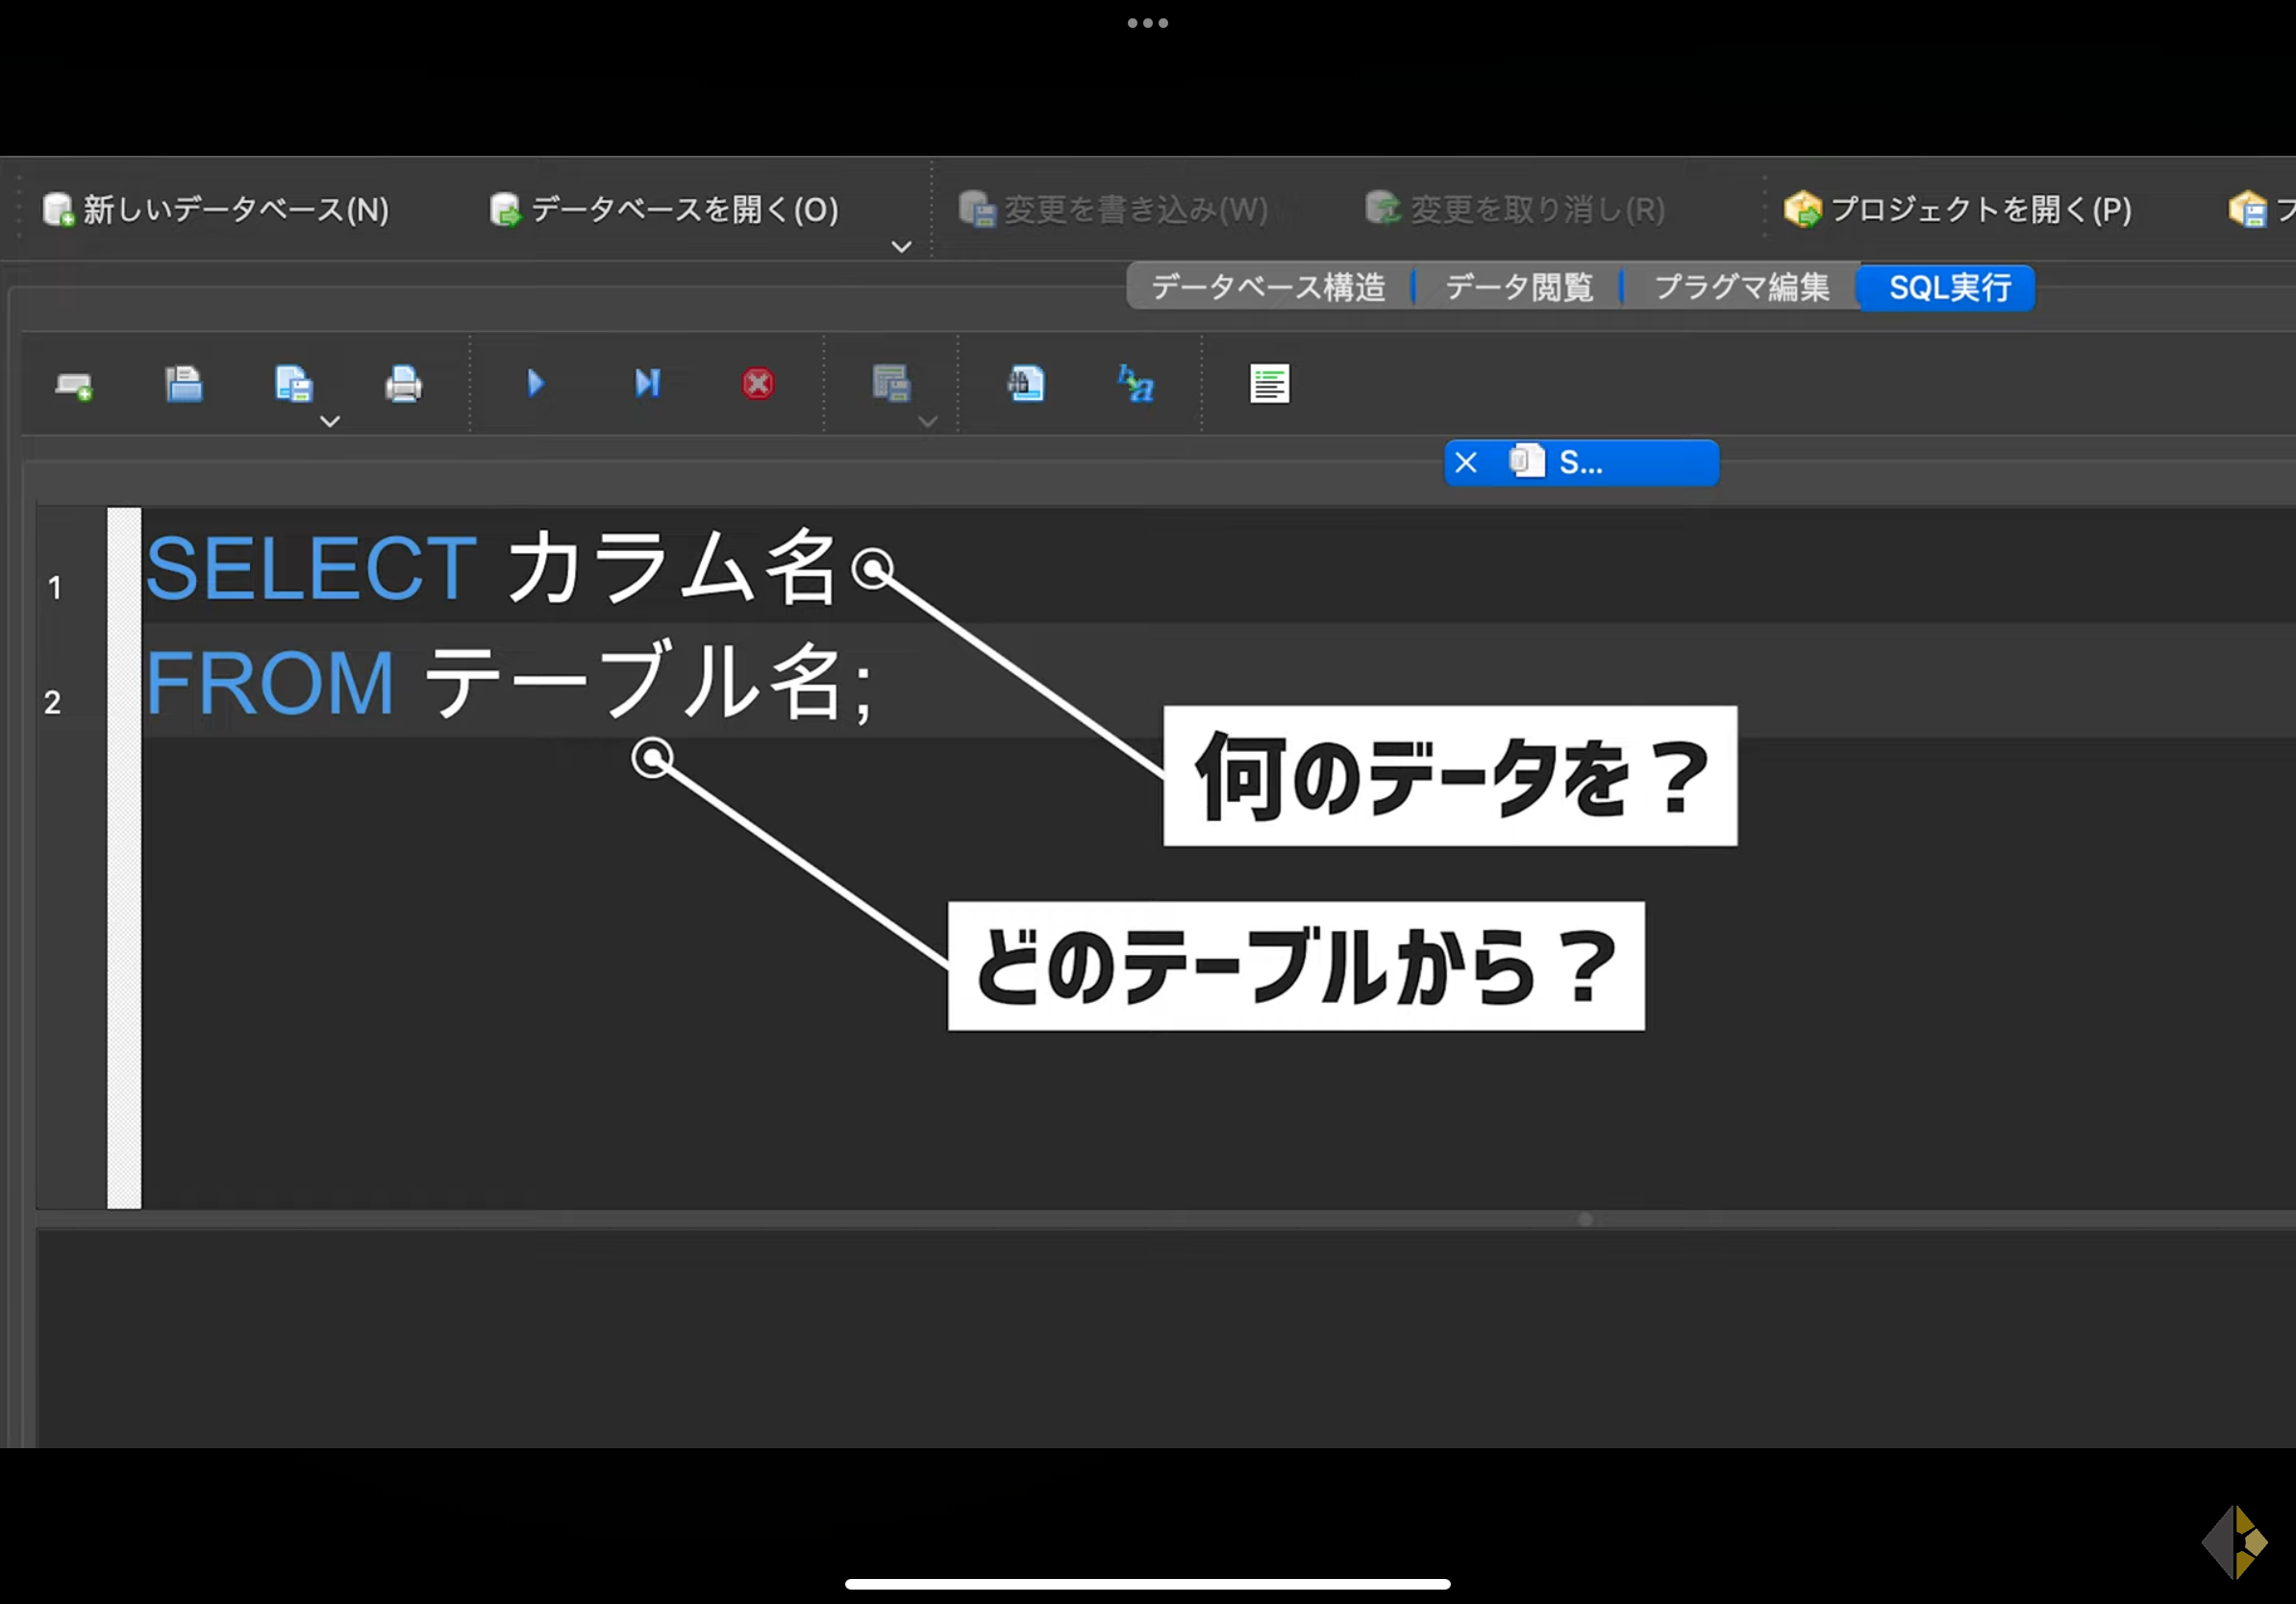 新しいデータベース(N) データベースを開く(O) 変更を書き込み(W) 変更を取り消し(R) プロジェクトを開く(P) プ
データベース構造 データ閲覧 プラグマ編集 SQL実行
S...
1 SELECT カラム名
2 FROM テーブル名;
何のデータを？
どのテーブルから？